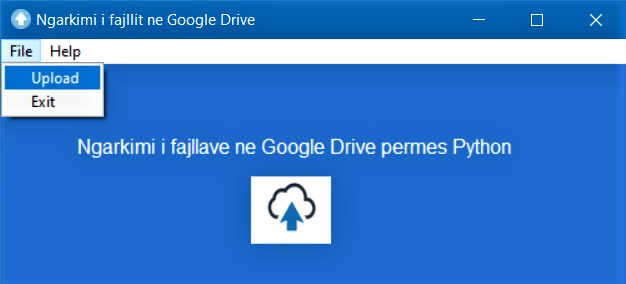 Ngarkimi i fajllit ne Google Drive
File Help
Upload
Exit
Ngarkimi i fajllave ne Google Drive permes Python